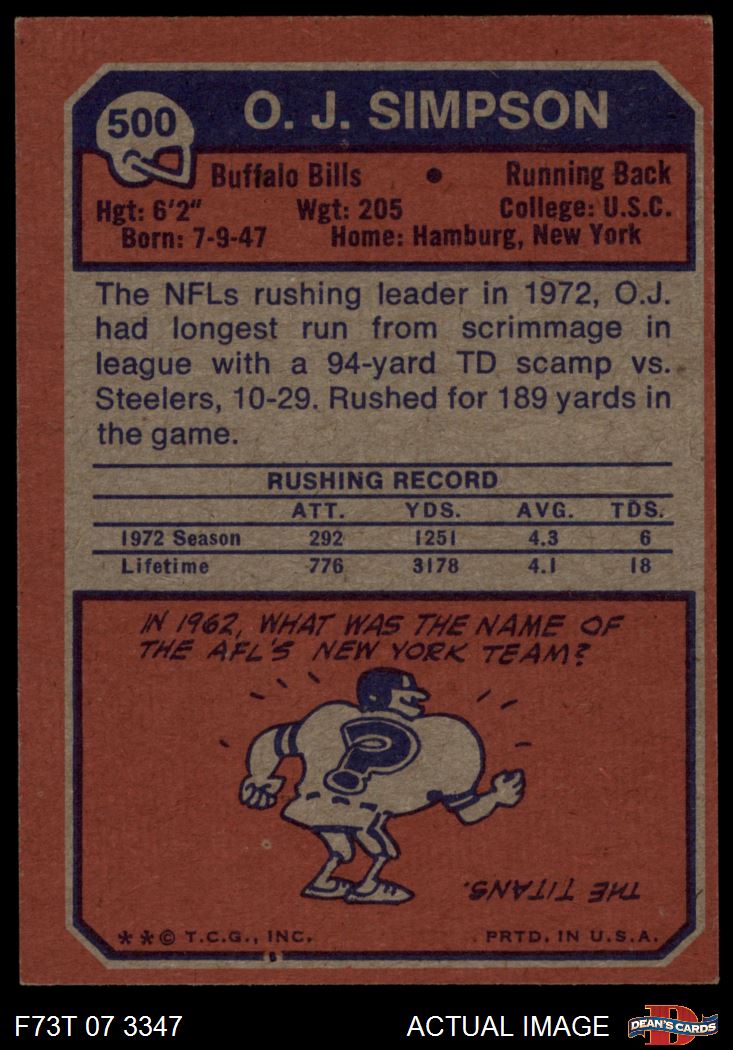 500
O. J. SIMPSON
Buffalo Bills • Running Back
Hgt: 6'2" Wgt: 205 College: U.S.C.
Born: 7-9-47 Home: Hamburg, New York
The NFLs rushing leader in 1972, O.J.
had longest run from scrimmage in
league with a 94-yard TD scamp vs.
Steelers, 10-29. Rushed for 189 yards in
the game.
RUSHING RECORD
ATT. YDS. AVG. TDS.
1972 Season 292 1251 4.3 6
Lifetime 776 3178 4.1 18
IN 1962, WHAT WAS THE NAME OF
THE AFL'S NEW YORK TEAM?
?
THE TITANS.
**© T.C.G., INC. PRTD. IN U.S.A.
B
F73T 07 3347 ACTUAL IMAGE D DEAN'S CARDS